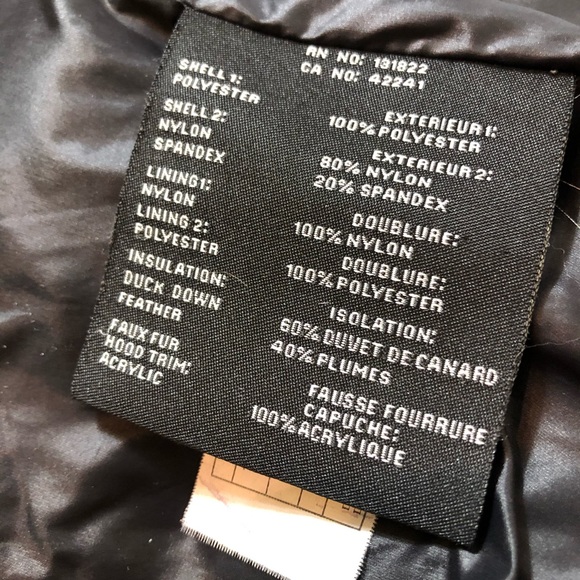 RN NO: 131822
CA NO: 42241
SHELL 1:
POLYESTER
SHELL 2:
NYLON
SPANDEX
LINING1:
NYLON
LINING 2:
POLYESTER
INSULATION:
DUCK DOWN
FEATHER
FAUX FUR
HOOD TRIM:
ACRYLIC
EXTERIEUR1:
100% POLYESTER
EXTERIEUR 2:
80% NYLON
20% SPANDEX
DOUBLURE:
100% NYLON
DOUBLURE:
100% POLYESTER
ISOLATION:
60% DUVET DE CANARD
40% PLUMES
FAUSSE FOURRURE
CAPUCHE:
100% ACRYLIQUE